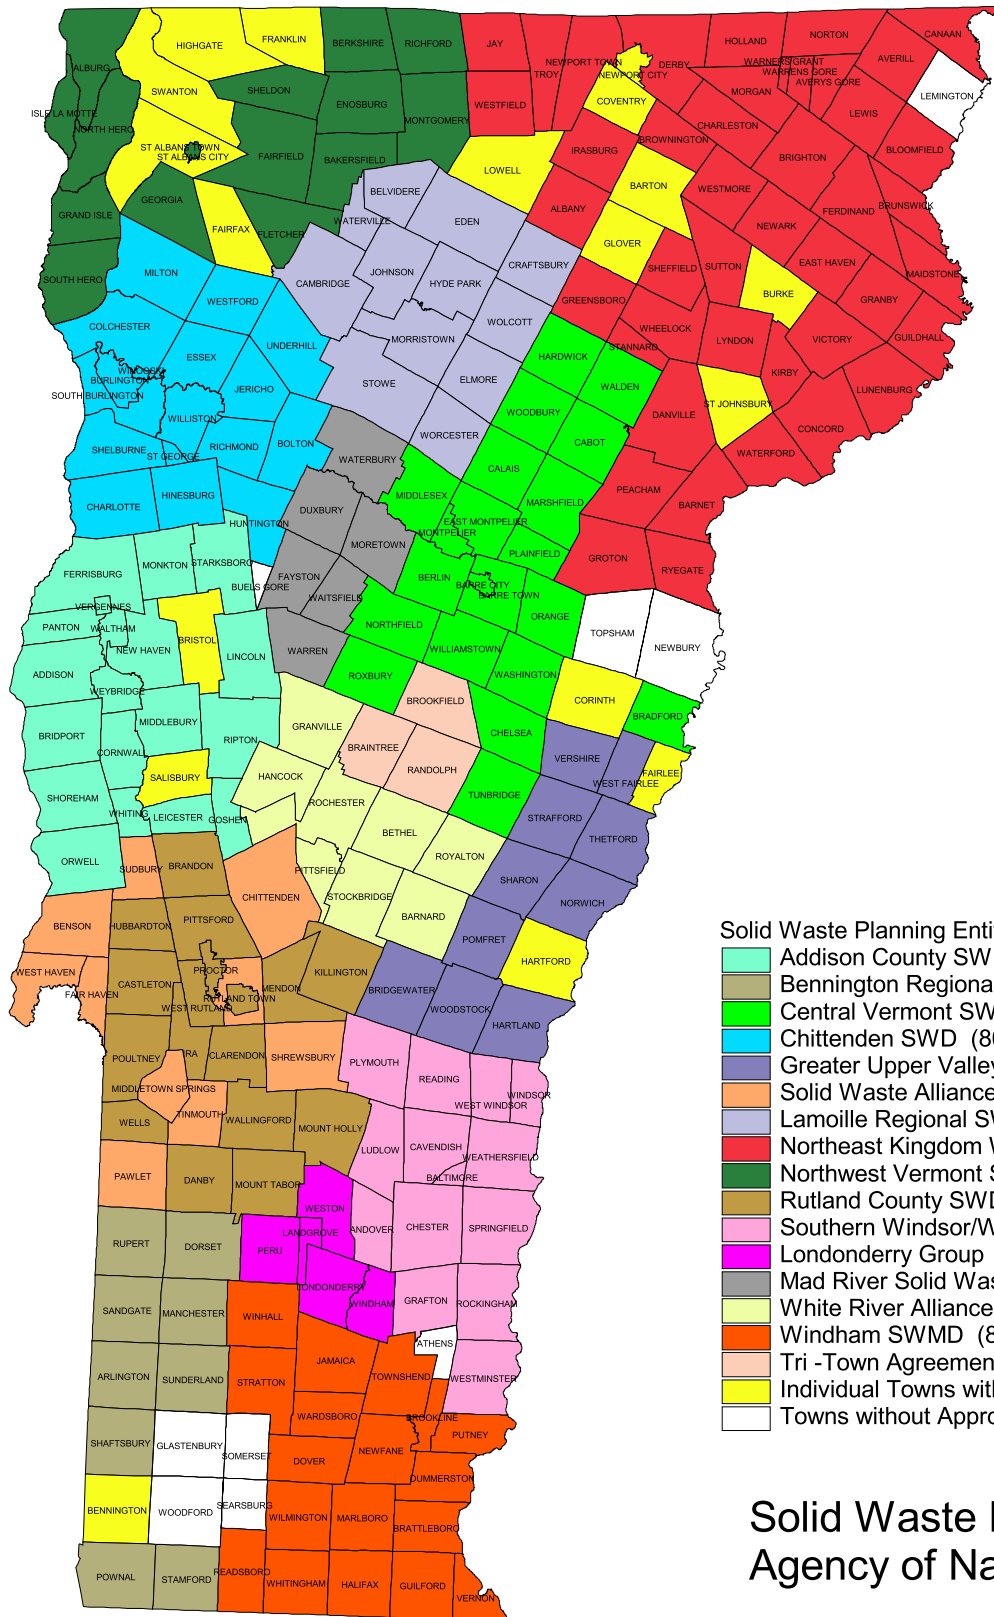 HIGHGATE
FRANKLIN
BERKSHIRE
RICHFORD
JAY
NEWPORT TOWN
TROY
NEWPORT CITY
DERBY
HOLLAND
NORTON
WARNERS GRANT
WARRENS GORE
AVERYS GORE
AVERILL
CANAAN
LEMINGTON
ALBURG
ISLE LA MOTTE
NORTH HERO
SWANTON
SHELDON
ENOSBURG
MONTGOMERY
WESTFIELD
COVENTRY
MORGAN
CHARLESTON
LEWIS
BLOOMFIELD
ST ALBANS TOWN
ST ALBANS CITY
FAIRFIELD
BAKERSFIELD
LOWELL
IRASBURG
BROWNINGTON
BRIGHTON
GRAND ISLE
GEORGIA
FAIRFAX
FLETCHER
BELVIDERE
WATERVILLE
EDEN
ALBANY
BARTON
WESTMORE
NEWARK
FERDINAND
BRUNSWICK
SOUTH HERO
MILTON
WESTFORD
CAMBRIDGE
JOHNSON
HYDE PARK
CRAFTSBURY
GLOVER
SHEFFIELD
SUTTON
EAST HAVEN
MAIDSTONE
BURKE
GRANBY
GREENSBORO
WOLCOTT
COLCHESTER
ESSEX
UNDERHILL
MORRISTOWN
STANNARD
WHEELOCK
LYNDON
VICTORY
GUILDHALL
HARDWICK
WINOOSKI
BURLINGTON
SOUTH BURLINGTON
JERICHO
STOWE
ELMORE
WALDEN
KIRBY
LUNENBURG
WILLISTON
WOODBURY
DANVILLE
ST JOHNSBURY
CONCORD
SHELBURNE
ST GEORGE
RICHMOND
BOLTON
WATERBURY
WORCESTER
CABOT
WATERFORD
CALAIS
CHARLOTTE
HINESBURG
HUNTINGTON
DUXBURY
MIDDLESEX
MARSHFIELD
PEACHAM
BARNET
EAST MONTPELIER
MONTPELIER
PLAINFIELD
MORETOWN
GROTON
RYEGATE
FERRISBURG
MONKTON
STARKSBORO
BUELS GORE
FAYSTON
WAITSFIELD
BERLIN
BARRE CITY
BARRE TOWN
ORANGE
TOPSHAM
NEWBURY
VERGENNES
PANTON
WALTHAM
NEW HAVEN
BRISTOL
LINCOLN
WARREN
NORTHFIELD
WILLIAMSTOWN
WASHINGTON
ADDISON
WEYBRIDGE
ROXBURY
BROOKFIELD
CORINTH
BRADFORD
BRIDPORT
CORNWALL
MIDDLEBURY
RIPTON
GRANVILLE
BRAINTREE
RANDOLPH
CHELSEA
VERSHIRE
WEST FAIRLEE
FAIRLEE
SALISBURY
HANCOCK
SHOREHAM
WHITING
LEICESTER
GOSHEN
ROCHESTER
BETHEL
TUNBRIDGE
STRAFFORD
THETFORD
ORWELL
SUDBURY
BRANDON
PITTSFIELD
ROYALTON
SHARON
NORWICH
CHITTENDEN
STOCKBRIDGE
BARNARD
BENSON
HUBBARDTON
PITTSFORD
POMFRET
HARTFORD
WEST HAVEN
FAIR HAVEN
CASTLETON
PROCTOR
RUTLAND TOWN
WEST RUTLAND
MENDON
KILLINGTON
BRIDGEWATER
WOODSTOCK
HARTLAND
POULTNEY
IRA
CLARENDON
SHREWSBURY
PLYMOUTH
READING
WEST WINDSOR
WINDSOR
MIDDLETOWN SPRINGS
TINMOUTH
WELLS
WALLINGFORD
MOUNT HOLLY
LUDLOW
CAVENDISH
WEATHERSFIELD
BALTIMORE
PAWLET
DANBY
MOUNT TABOR
WESTON
ANDOVER
CHESTER
SPRINGFIELD
RUPERT
DORSET
PERU
LANDGROVE
LONDONDERRY
WINDHAM
GRAFTON
ROCKINGHAM
SANDGATE
MANCHESTER
WINHALL
ATHENS
ARLINGTON
SUNDERLAND
STRATTON
JAMAICA
TOWNSHEND
WESTMINSTER
WARDSBORO
BROOKLINE
PUTNEY
SHAFTSBURY
GLASTENBURY
SOMERSET
DOVER
NEWFANE
DUMMERSTON
BENNINGTON
WOODFORD
SEARSBURG
WILMINGTON
MARLBORO
BRATTLEBORO
POWNAL
STAMFORD
READSBORO
WHITINGHAM
HALIFAX
GUILFORD
VERNON
Solid Waste Planning Enti
Addison County SW
Bennington Regiona
Central Vermont SW
Chittenden SWD (80
Greater Upper Valley
Solid Waste Alliance
Lamoille Regional SW
Northeast Kingdom W
Northwest Vermont S
Rutland County SWD
Southern Windsor/W
Londonderry Group
Mad River Solid Was
White River Alliance
Windham SWMD (8
Tri -Town Agreemen
Individual Towns with
Towns without Appro
Solid Waste
Agency of Na